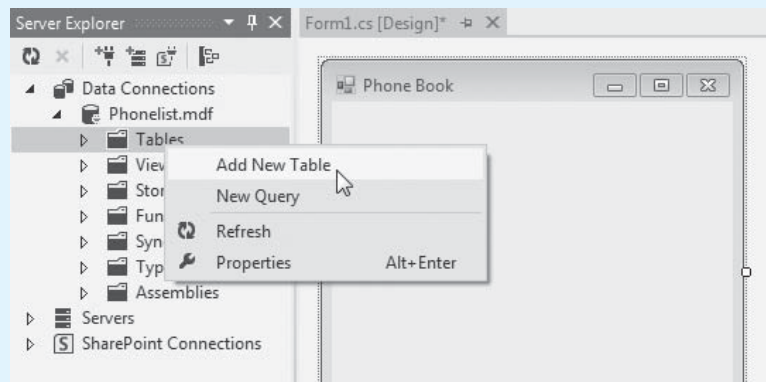 Server Explorer
Form1.cs [Design]*
Data Connections
Phonelist.mdf
Tables
Add New Table
New Query
Refresh
Properties Alt+Enter
Assemblies
Servers
S SharePoint Connections
Phone Book